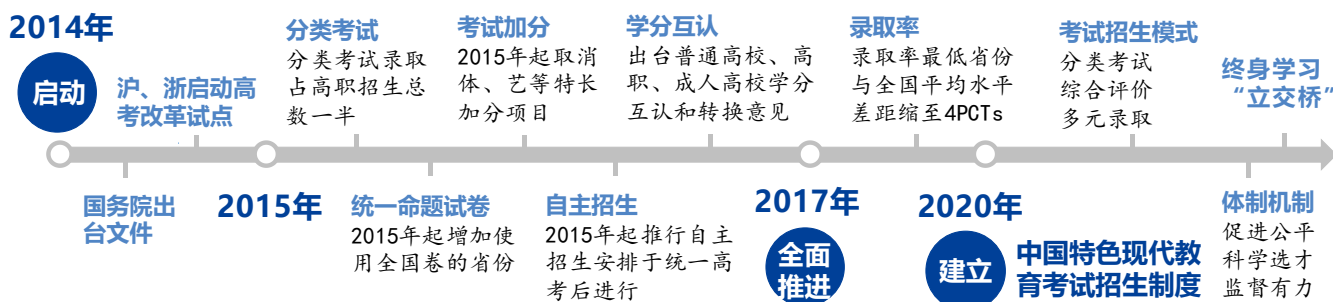 2014年
启动
沪、浙启动高
考改革试点
国务院出
台文件
2015年
分类考试
分类考试录取
占高职招生总
数一半
统一命题试卷
2015年起增加使
用全国卷的省份
考试加分
2015年起取消
体、艺等特长
加分项目
自主招生
2015年起推行自主
招生安排于统一高
考后进行
学分互认
出台普通高校、高
职、成人高校学分
互认和转换意见
2017年
全面
推进
录取率
录取率最低省份
与全国平均水平
差距缩至4PCTs
2020年
建立
中国特色现代教
育考试招生制度
考试招生模式
分类考试
综合评价
多元录取
体制机制
促进公平
科学选才
监督有力
终身学习
“立交桥”